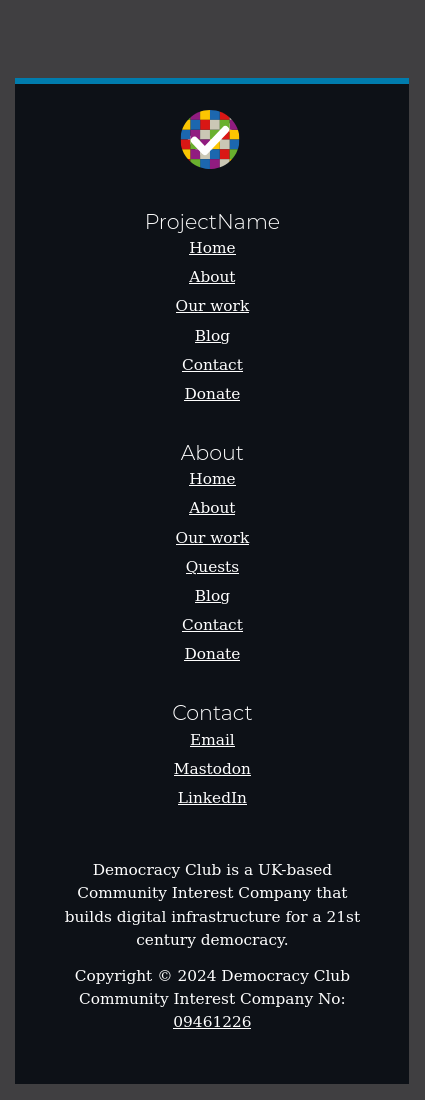 ProjectName
Home
About
Our work
Blog
Contact
Donate
About
Home
About
Our work
Quests
Blog
Contact
Donate
Contact
Email
Mastodon
LinkedIn
Democracy Club is a UK-based
Community Interest Company that
builds digital infrastructure for a 21st
century democracy.
Copyright © 2024 Democracy Club
Community Interest Company No:
09461226